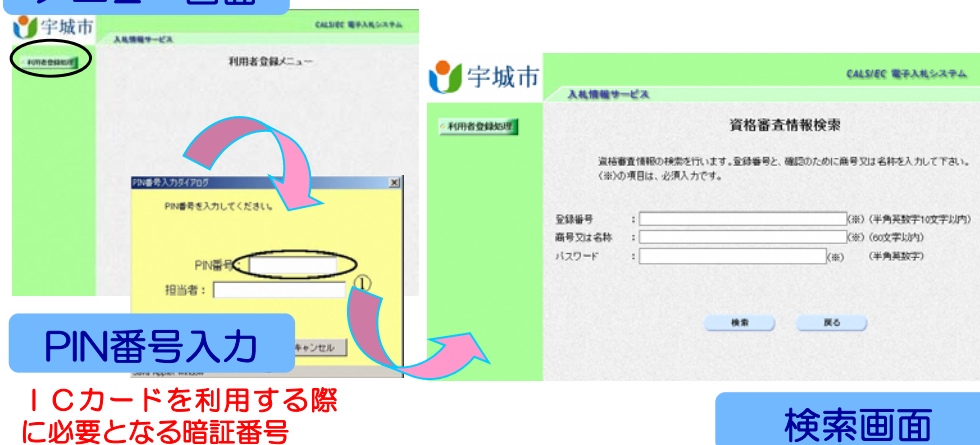 宇城市
CALS/EC 電子入札システム
入札情報サービス
利用者登録処理
利用者登録メニュー
PIN番号入力ダイアログ
PIN番号を入力してください。
PIN番号：
担当者：
①
キャンセル
PIN番号入力
ＩＣカードを利用する際
に必要となる暗証番号
宇城市
CALS/EC 電子入札システム
入札情報サービス
利用者登録処理
資格審査情報検索
資格審査情報の検索を行います。登録番号と、確認のために商号又は名称を入力して下さい。
（※）の項目は、必須入力です。
登録番号 ： （※）（半角英数字10文字以内）
商号又は名称 ： （※）（60文字以内）
パスワード ： （※） （半角英数字）
検索 戻る
検索画面